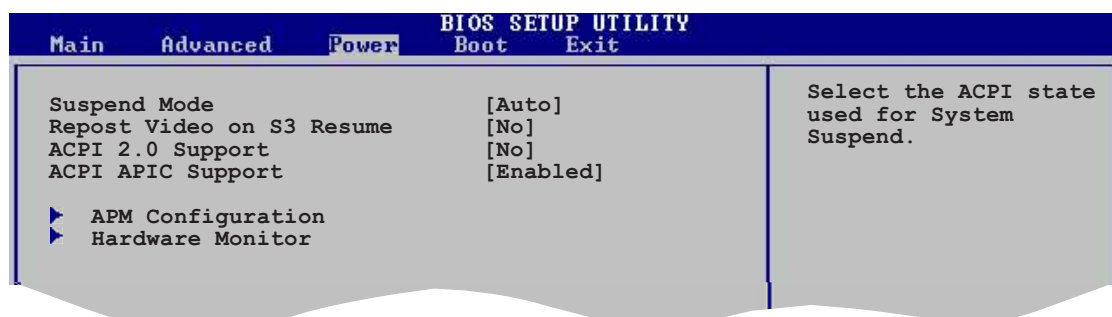 BIOS SETUP UTILITY
Main Advanced Power Boot Exit
Suspend Mode [Auto]
Repost Video on S3 Resume [No]
ACPI 2.0 Support [No]
ACPI APIC Support [Enabled]
APM Configuration
Hardware Monitor
Select the ACPI state
used for System
Suspend.